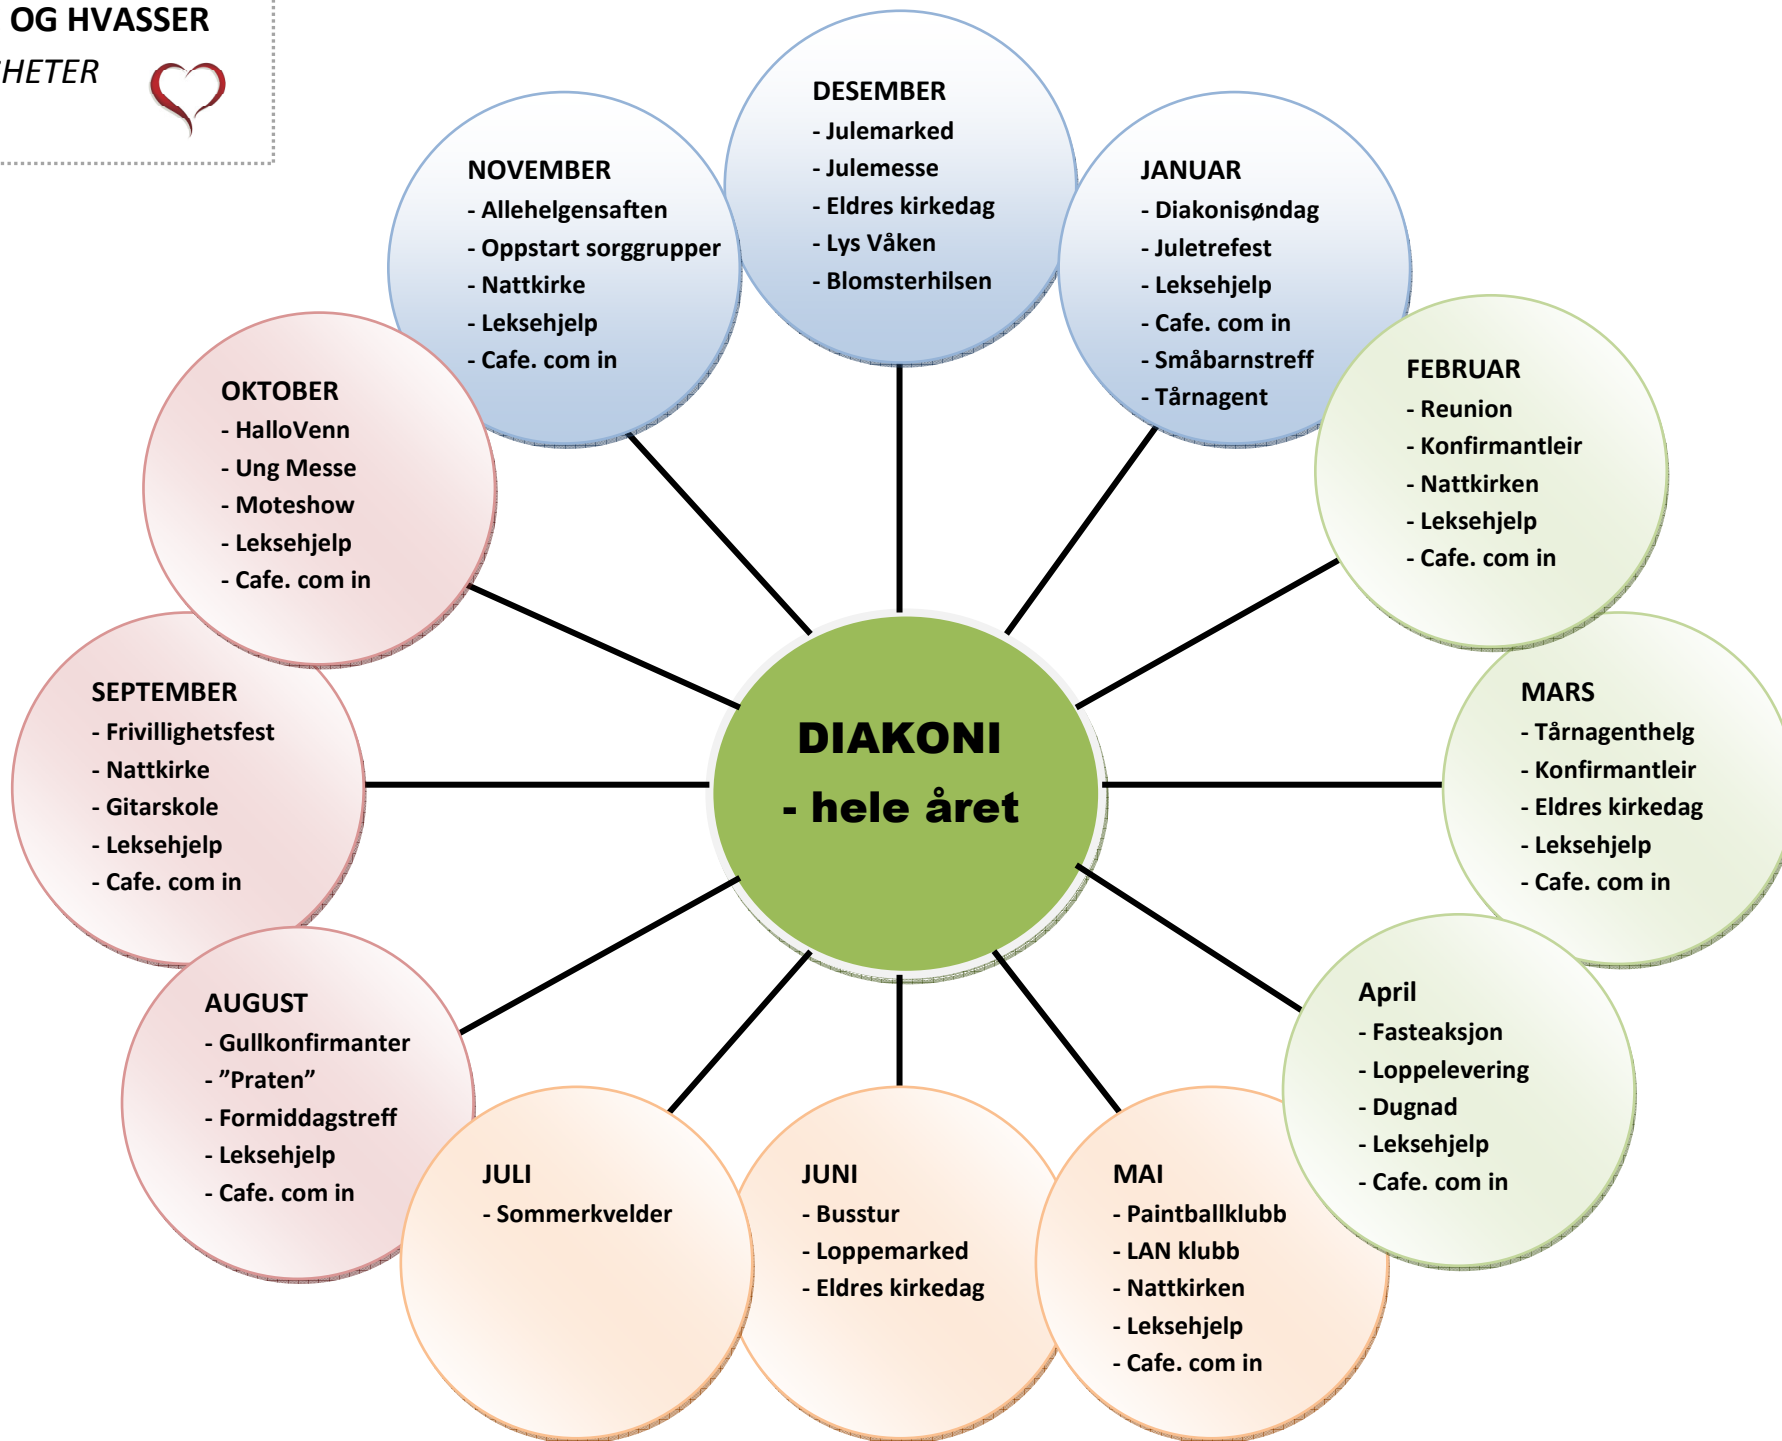 OG HVASSER
HETER
DESEMBER
- Julemarked
- Julemesse
- Eldres kirkedag
- Lys Våken
- Blomsterhilsen
JANUAR
- Diakonisøndag
- Juletrefest
- Leksehjelp
- Cafe. com in
- Småbarnstreff
- Tårnagent
FEBRUAR
- Reunion
- Konfirmantleir
- Nattkirken
- Leksehjelp
- Cafe. com in
MARS
- Tårnagenthelg
- Konfirmantleir
- Eldres kirkedag
- Leksehjelp
- Cafe. com in
April
- Fasteaksjon
- Loppelevering
- Dugnad
- Leksehjelp
- Cafe. com in
MAI
- Paintballklubb
- LAN klubb
- Nattkirken
- Leksehjelp
- Cafe. com in
JUNI
- Busstur
- Loppemarked
- Eldres kirkedag
JULI
- Sommerkvelder
AUGUST
- Gullkonfirmanter
- ”Praten”
- Formiddagstreff
- Leksehjelp
- Cafe. com in
SEPTEMBER
- Frivillighetsfest
- Nattkirke
- Gitarskole
- Leksehjelp
- Cafe. com in
OKTOBER
- HalloVenn
- Ung Messe
- Moteshow
- Leksehjelp
- Cafe. com in
NOVEMBER
- Allehelgensaften
- Oppstart sorggrupper
- Nattkirke
- Leksehjelp
- Cafe. com in
DIAKONI
- hele året